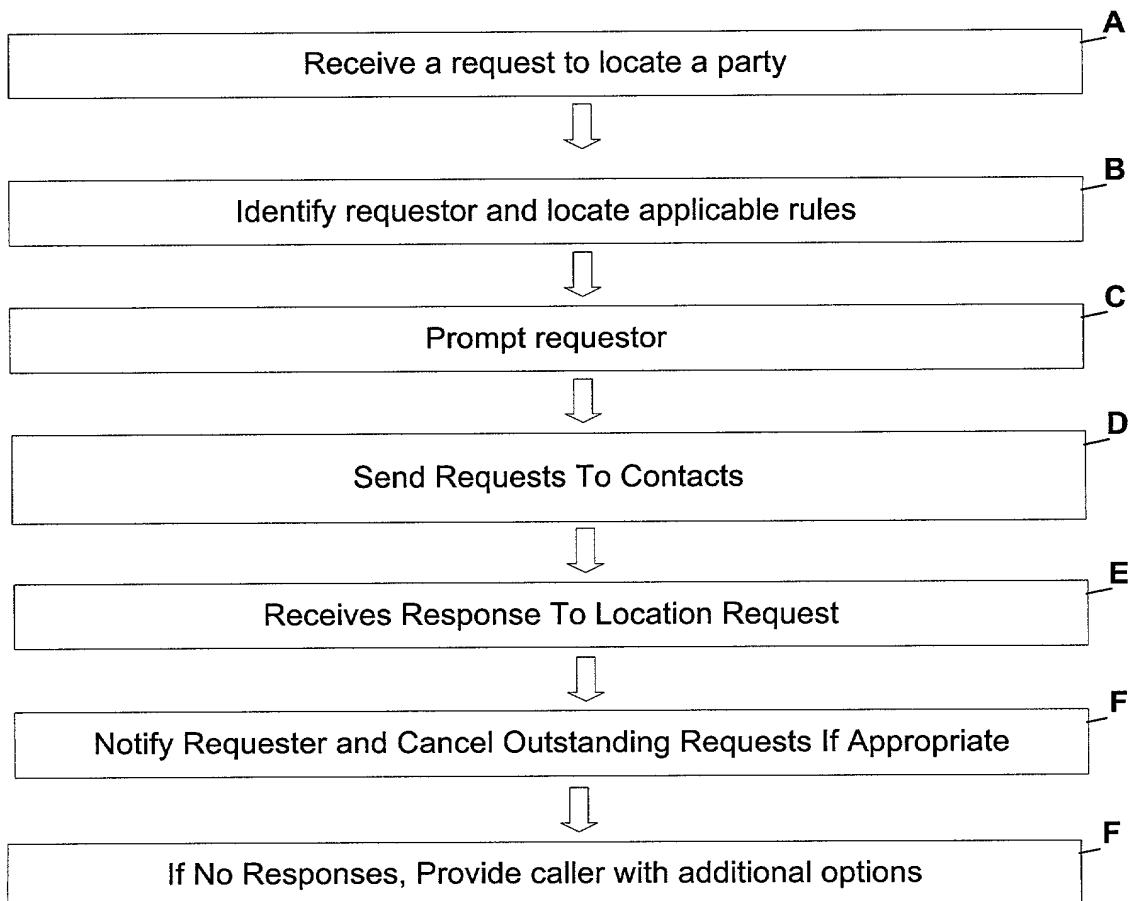 A
Receive a request to locate a party
B
Identify requestor and locate applicable rules
C
Prompt requestor
D
Send Requests To Contacts
E
Receives Response To Location Request
F
Notify Requester and Cancel Outstanding Requests If Appropriate
F
If No Responses, Provide caller with additional options